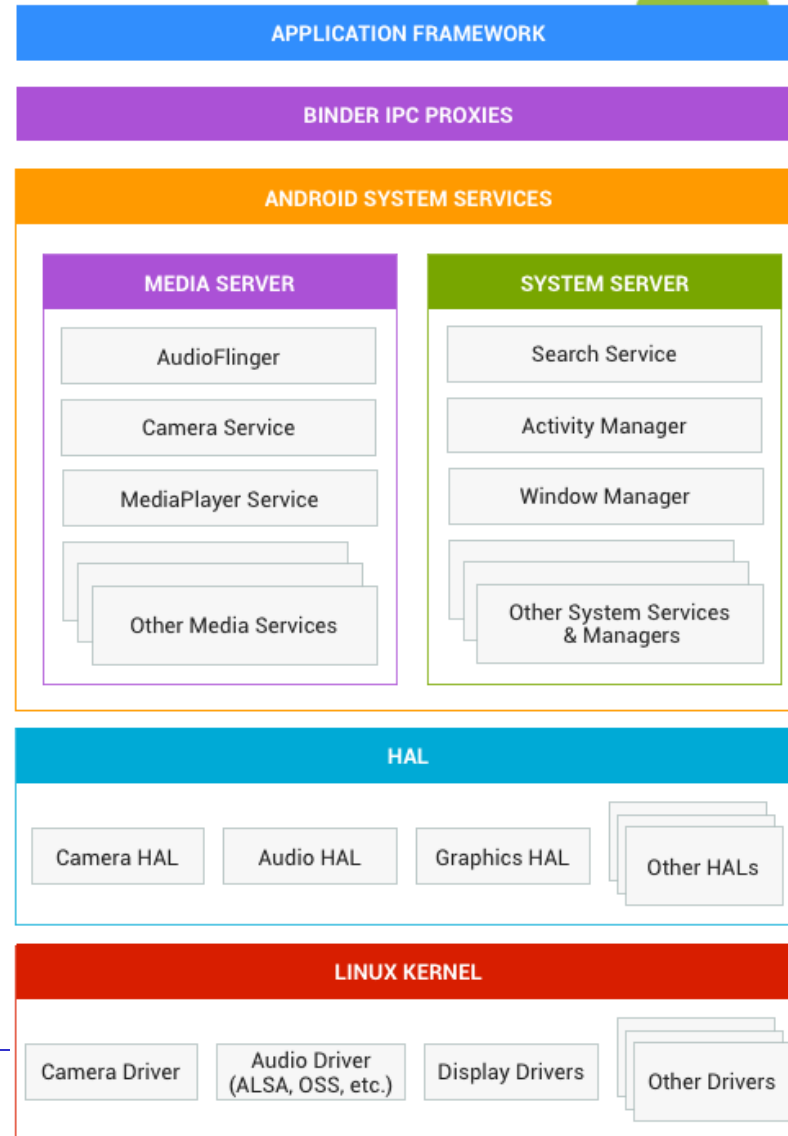 APPLICATION FRAMEWORK
BINDER IPC PROXIES
ANDROID SYSTEM SERVICES
MEDIA SERVER
AudioFlinger
Camera Service
MediaPlayer Service
Other Media Services
SYSTEM SERVER
Search Service
Activity Manager
Window Manager
Other System Services
& Managers
HAL
Camera HAL
Audio HAL
Graphics HAL
Other HALs
LINUX KERNEL
Camera Driver
Audio Driver
(ALSA, OSS, etc.)
Display Drivers
Other Drivers